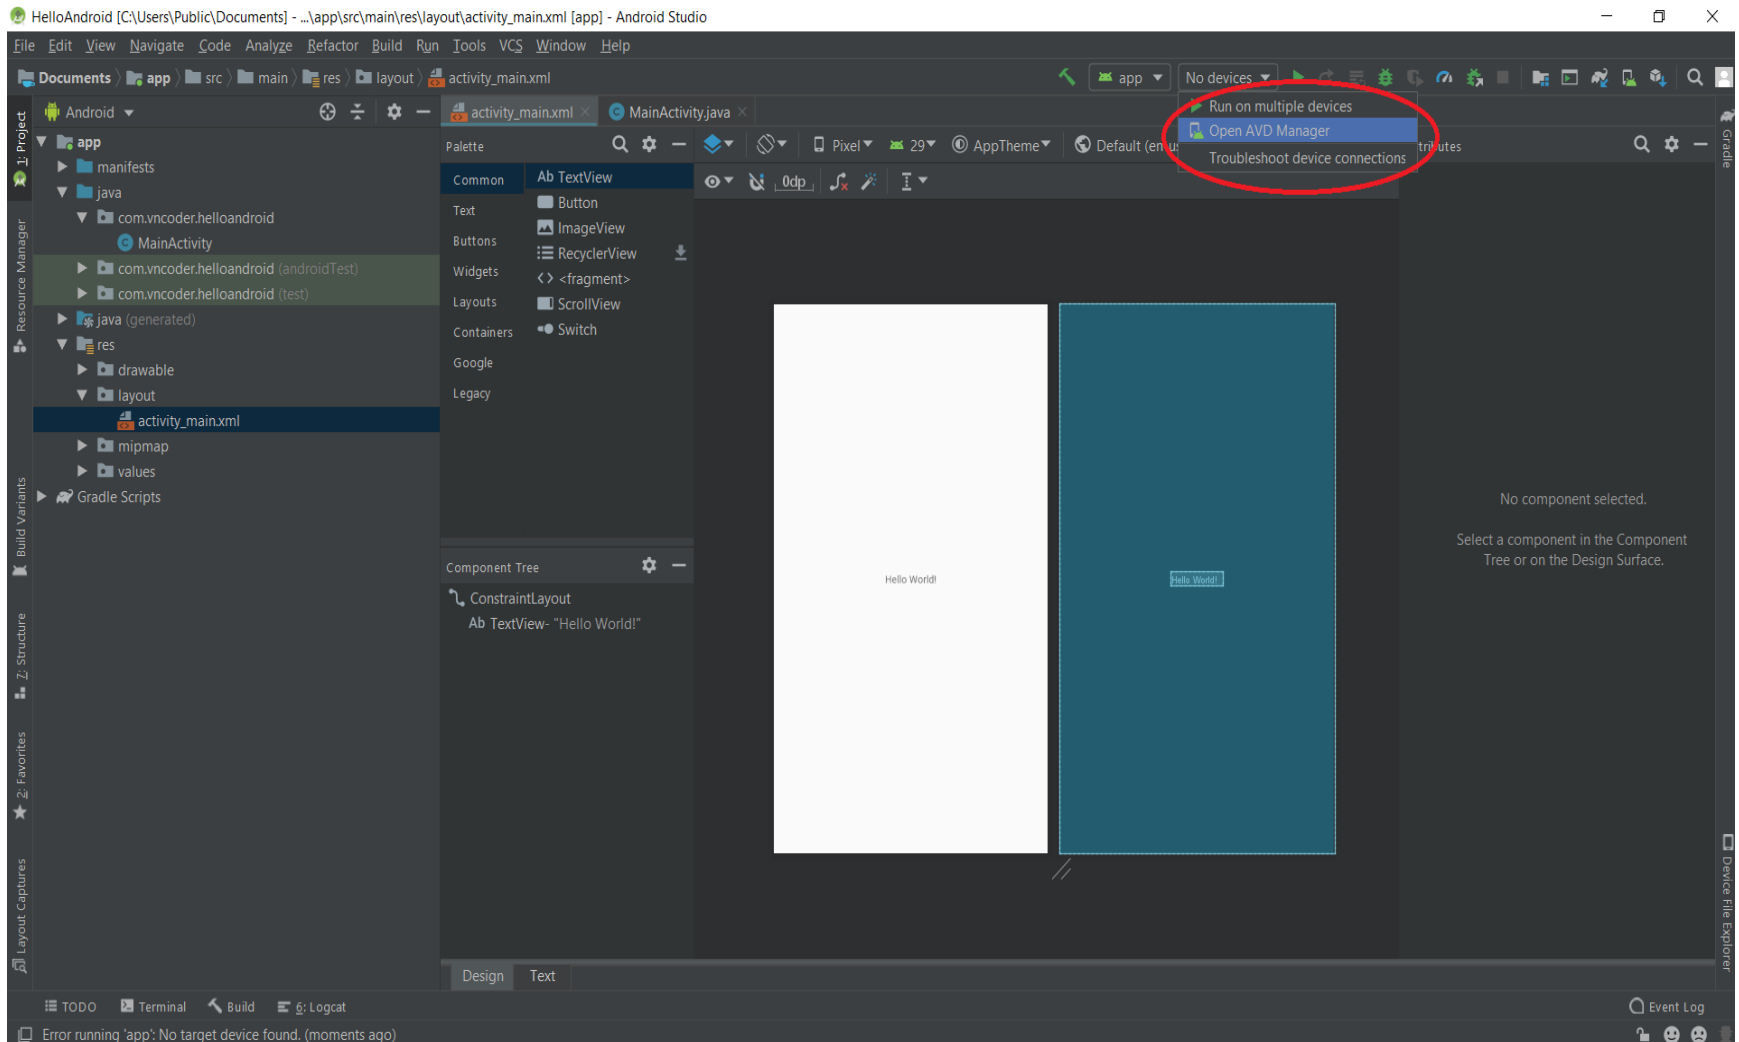 HelloAndroid [C:\Users\Public\Documents] - ...\app\src\main\res\layout\activity_main.xml [app] - Android Studio
File Edit View Navigate Code Analyze Refactor Build Run Tools VCS Window Help
Documents app src main res layout activity_main.xml
app No devices
Run on multiple devices
Open AVD Manager
Troubleshoot device connections
1: Project
Resource Manager
Build Variants
7: Structure
2: Favorites
Layout Captures
Android
app
manifests
java
com.vncoder.helloandroid
MainActivity
com.vncoder.helloandroid (androidTest)
com.vncoder.helloandroid (test)
java (generated)
res
drawable
layout
activity_main.xml
mipmap
values
Gradle Scripts
activity_main.xml MainActivity.java
Palette
Common
Text
Buttons
Widgets
Layouts
Containers
Google
Legacy
Ab TextView
Button
ImageView
RecyclerView
<fragment>
ScrollView
Switch
Component Tree
ConstraintLayout
Ab TextView- "Hello World!"
Pixel 29 AppTheme Default (en
0dp
Hello World!
Hello World!
No component selected.
Select a component in the Component
Tree or on the Design Surface.
Gradle
Device File Explorer
Design Text
TODO Terminal Build 6: Logcat
Event Log
Error running 'app': No target device found. (moments ago)